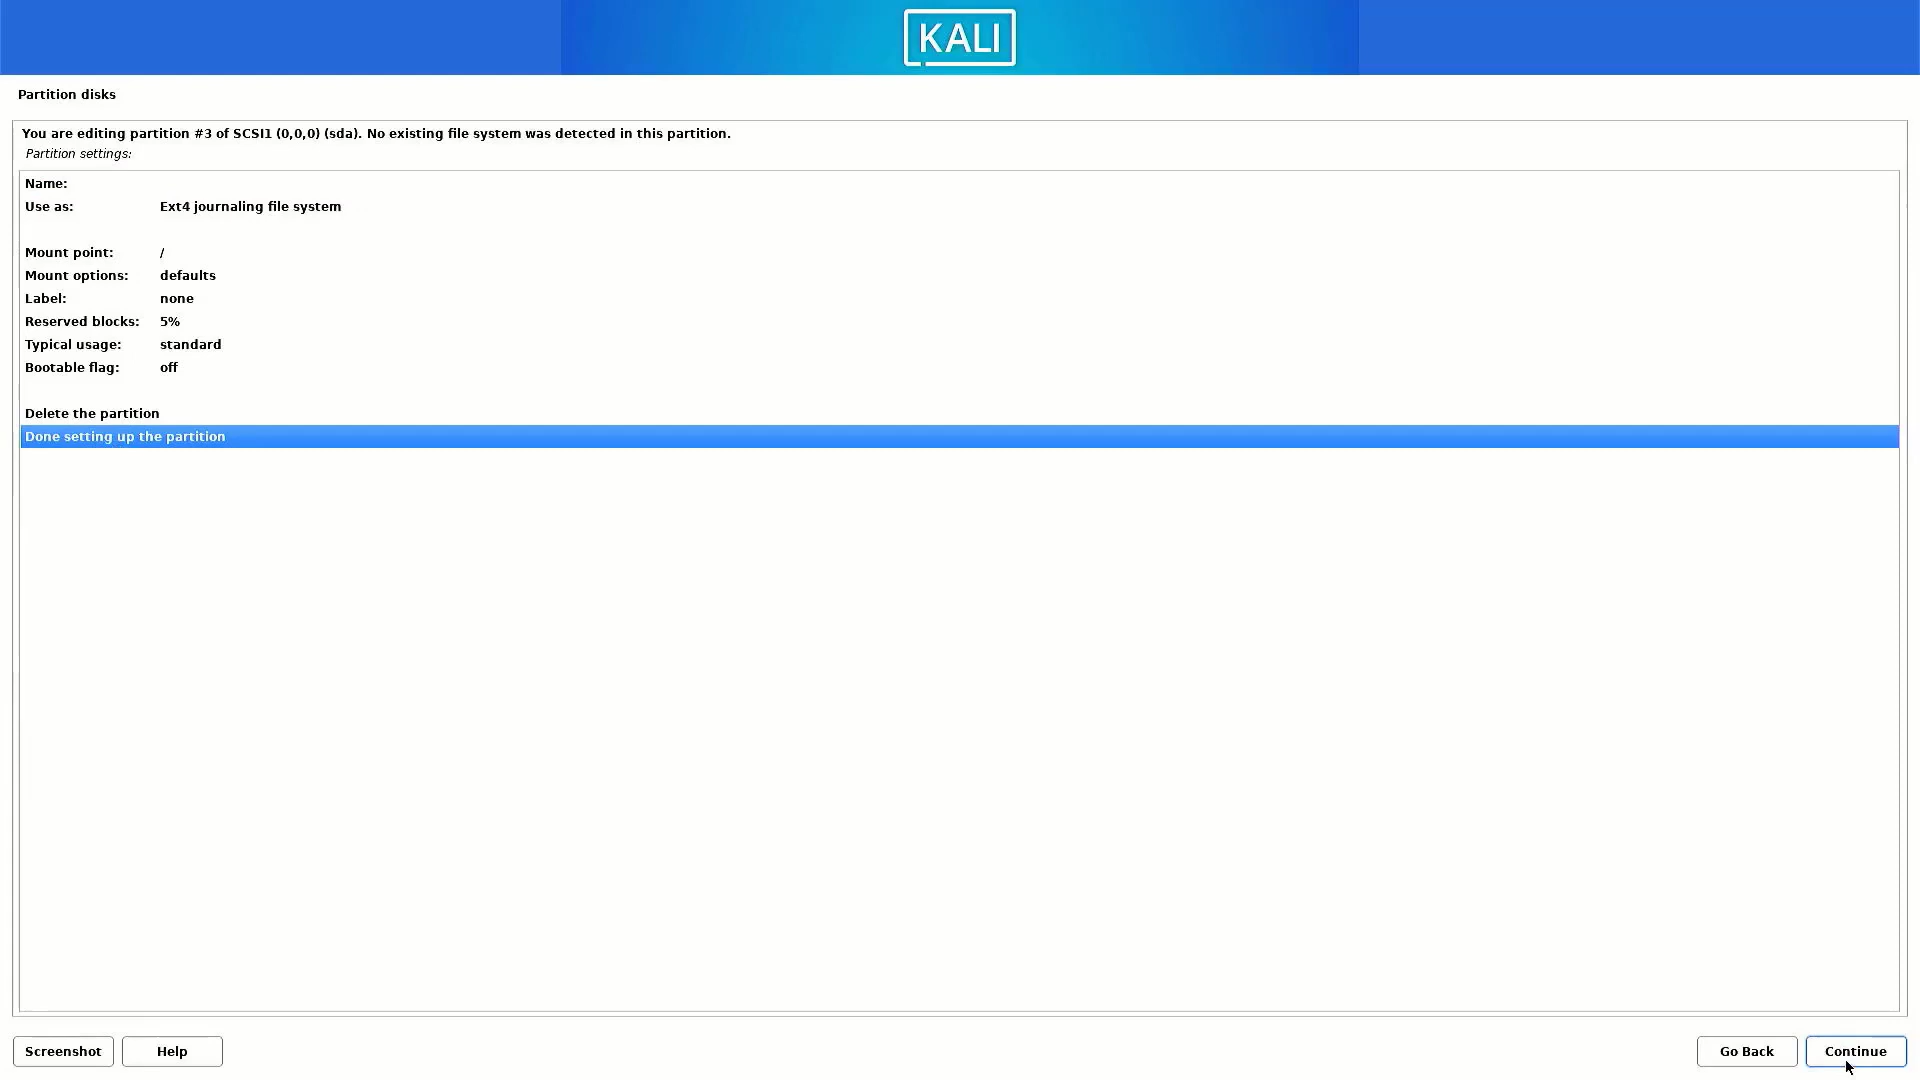 KALI
Partition disks
You are editing partition #3 of SCSI1 (0,0,0) (sda). No existing file system was detected in this partition.
Partition settings:
Name:
Use as: Ext4 journaling file system
Mount point: /
Mount options: defaults
Label: none
Reserved blocks: 5%
Typical usage: standard
Bootable flag: off
Delete the partition
Done setting up the partition
Screenshot Help Go Back Continue